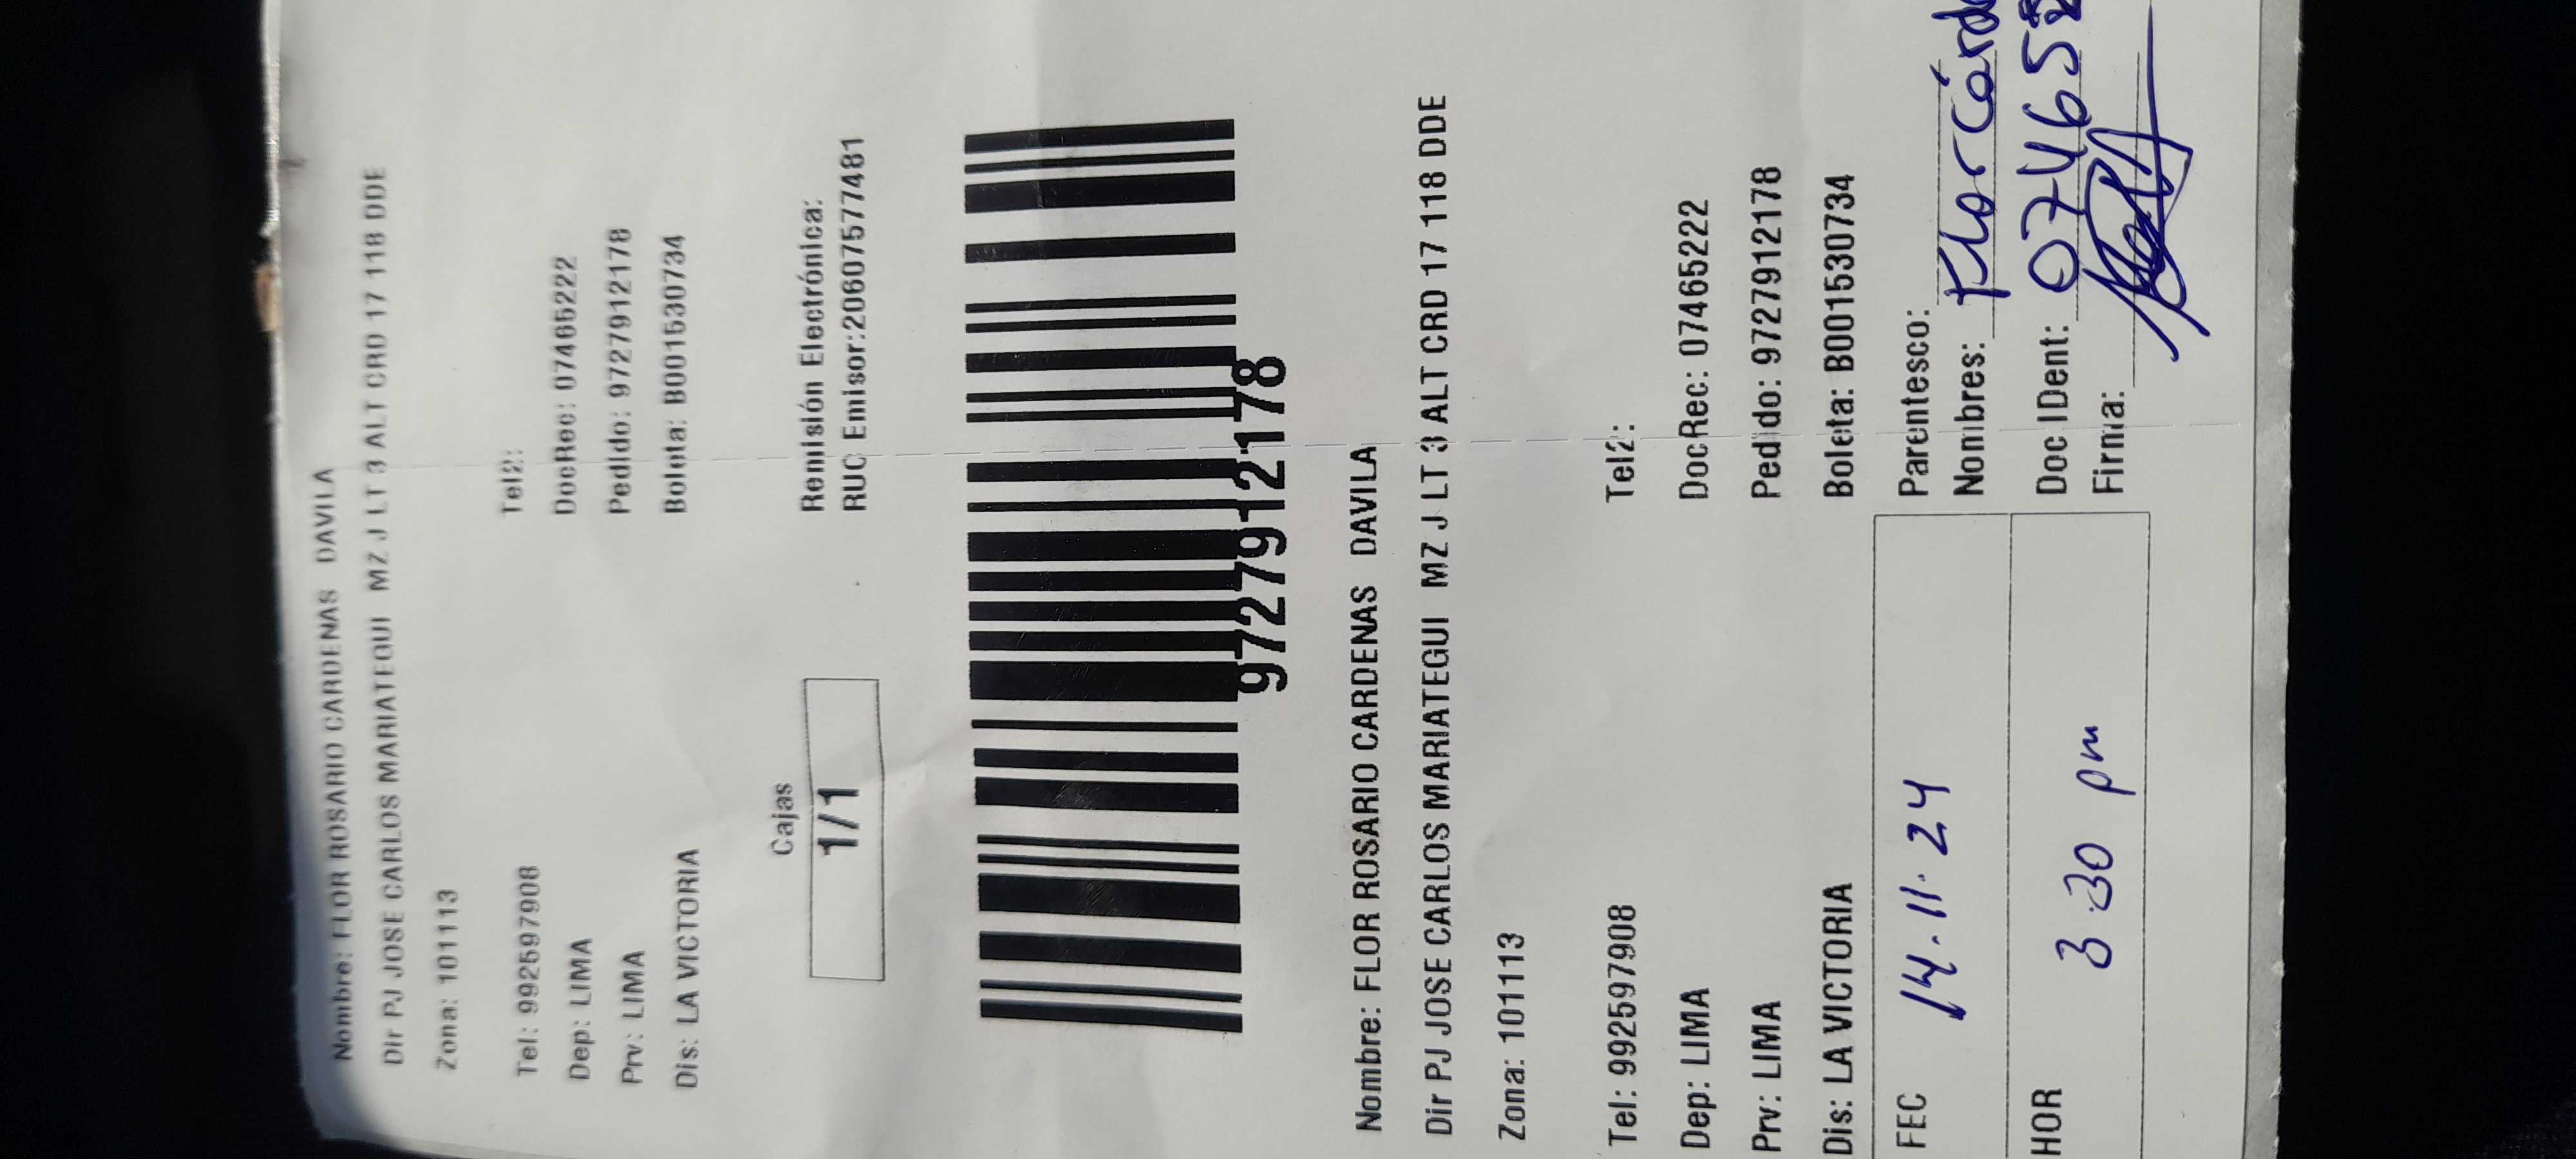 Nombre: FLOR ROSARIO CARDENAS DAVILA
Dir PJ JOSE CARLOS MARIATEGUI MZ J LT 3 ALT CRD 17 118 DDE
Zona: 101113
Tel: 992597908 Tel2:
Dep: LIMA DocRec: 07465222
Prv: LIMA Pedido: 9727912178
Dis: LA VICTORIA Boleta: B001530734
Cajas Remisión Electrónica:
1/1 RUC Emisor:20607577481
9727912178
Nombre: FLOR ROSARIO CARDENAS DAVILA
Dir PJ JOSE CARLOS MARIATEGUI MZ J LT 3 ALT CRD 17 118 DDE
Zona: 101113
Tel: 992597908 Tel2:
Dep: LIMA DocRec: 07465222
Prv: LIMA Pedido: 9727912178
Dis: LA VICTORIA Boleta: B001530734
FEC 14.11.24 Parentesco:
Nombres: Flor
HOR 3:30 pm Doc IDent:
Firma: